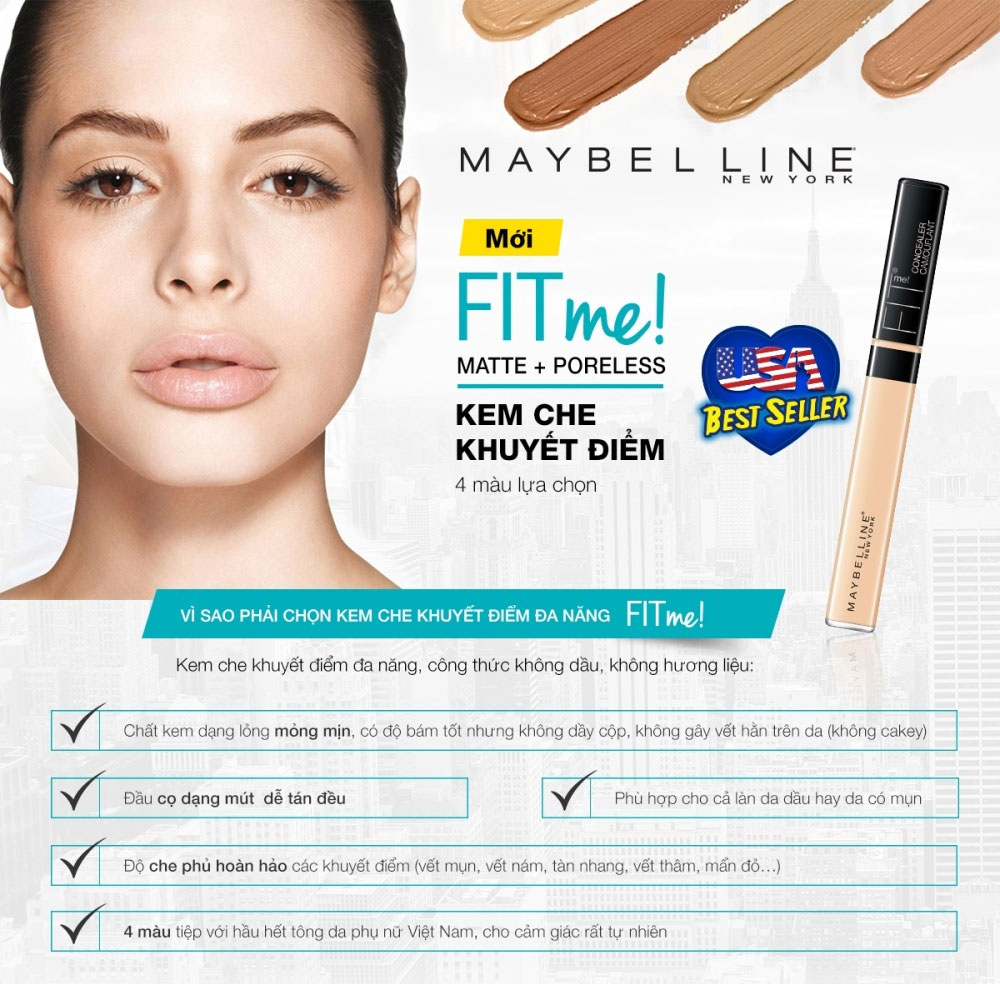 MAYBELLINE
NEW YORK
Mới
FIT me!
MATTE + PORELESS
KEM CHE
KHUYẾT ĐIỂM
4 màu lựa chọn
USA
BEST SELLER
FIT me!
CONCEALER
CAMOUFLANT
MAYBELLINE
NEW YORK
VÌ SAO PHẢI CHỌN KEM CHE KHUYẾT ĐIỂM ĐA NĂNG FIT me!
Kem che khuyết điểm đa năng, công thức không dầu, không hương liệu:
Chất kem dạng lỏng mỏng mịn, có độ bám tốt nhưng không dầy cộp, không gây vết hằn trên da (không cakey)
Đầu cọ dạng mút dễ tán đều
Phù hợp cho cả làn da dầu hay da có mụn
Độ che phủ hoàn hảo các khuyết điểm (vết mụn, vết nám, tàn nhang, vết thâm, mẩn đỏ...)
4 màu tiệp với hầu hết tông da phụ nữ Việt Nam, cho cảm giác rất tự nhiên